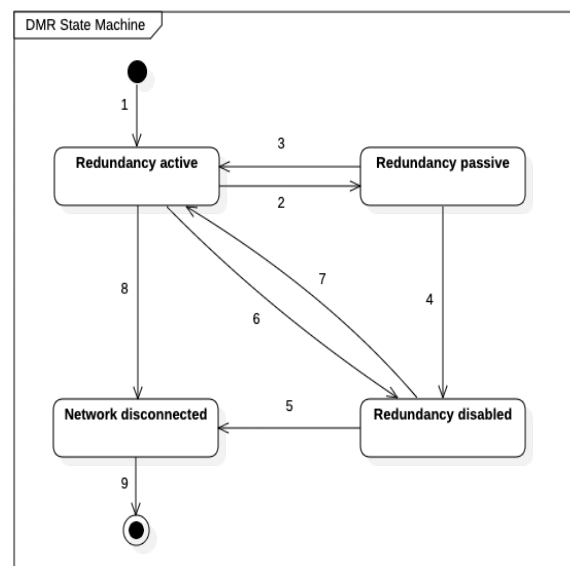 DMR State Machine
1
Redundancy active
3
Redundancy passive
2
8
7
6
4
Network disconnected
5
Redundancy disabled
9